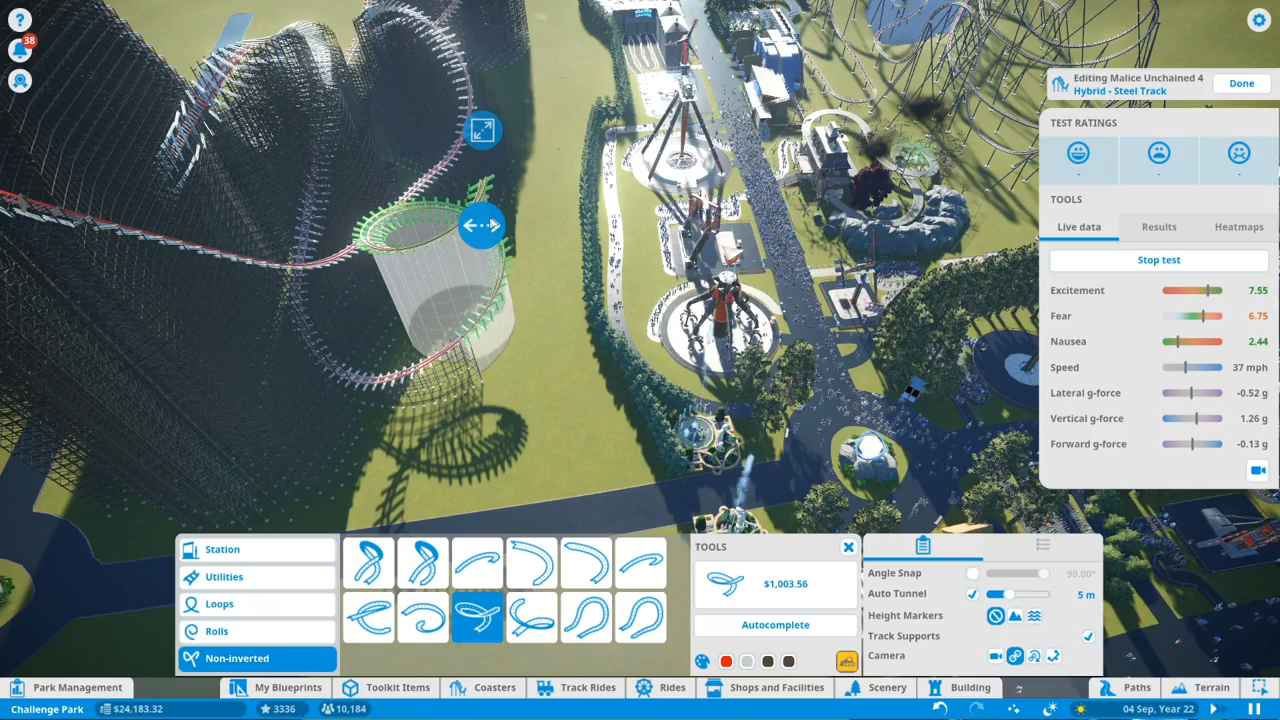 ?
38
Editing Malice Unchained 4
Hybrid - Steel Track
Done
TEST RATINGS
- - -
TOOLS
Live data Results Heatmaps
Stop test
Excitement 7.55
Fear 6.75
Nausea 2.44
Speed 37 mph
Lateral g-force -0.52 g
Vertical g-force 1.26 g
Forward g-force -0.13 g
Station
Utilities
Loops
Rolls
Non-inverted
TOOLS
$1,003.56
Autocomplete
Angle Snap 90.00°
Auto Tunnel 5 m
Height Markers
Track Supports
Camera
Park Management My Blueprints Toolkit Items Coasters Track Rides Rides Shops and Facilities Scenery Building Paths Terrain
Challenge Park $24,183.32 3336 10,184 04 Sep, Year 22